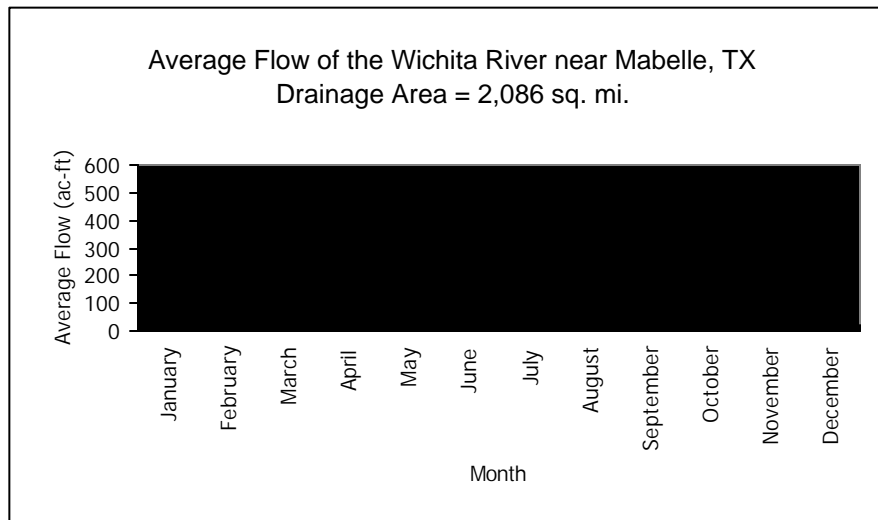 Average Flow of the Wichita River near Mabelle, TX
Drainage Area = 2,086 sq. mi.
Average Flow (ac-ft)
600
500
400
300
200
100
0
January
February
March
April
May
June
July
August
September
October
November
December
Month